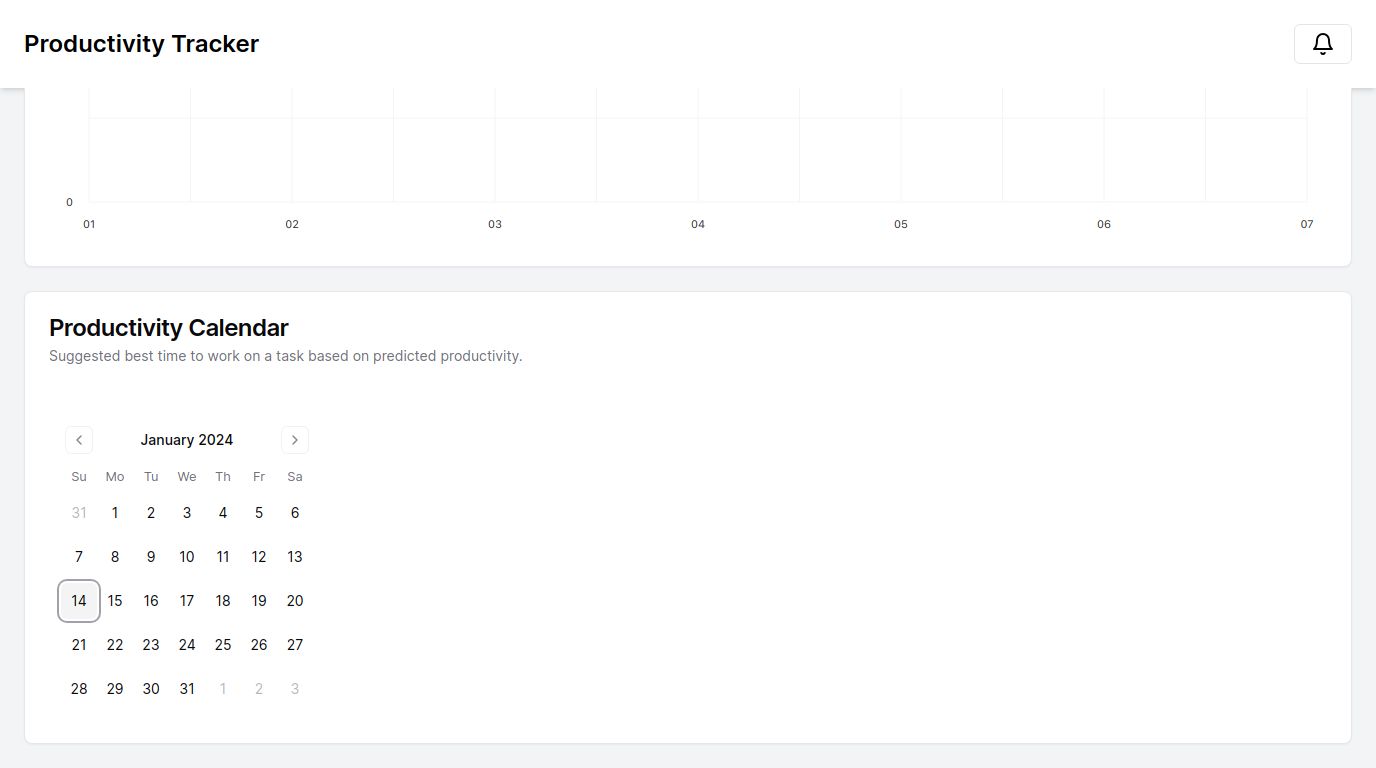 Productivity Tracker
0
01 02 03 04 05 06 07
Productivity Calendar
Suggested best time to work on a task based on predicted productivity.
January 2024
Su Mo Tu We Th Fr Sa
31 1 2 3 4 5 6
7 8 9 10 11 12 13
14 15 16 17 18 19 20
21 22 23 24 25 26 27
28 29 30 31 1 2 3